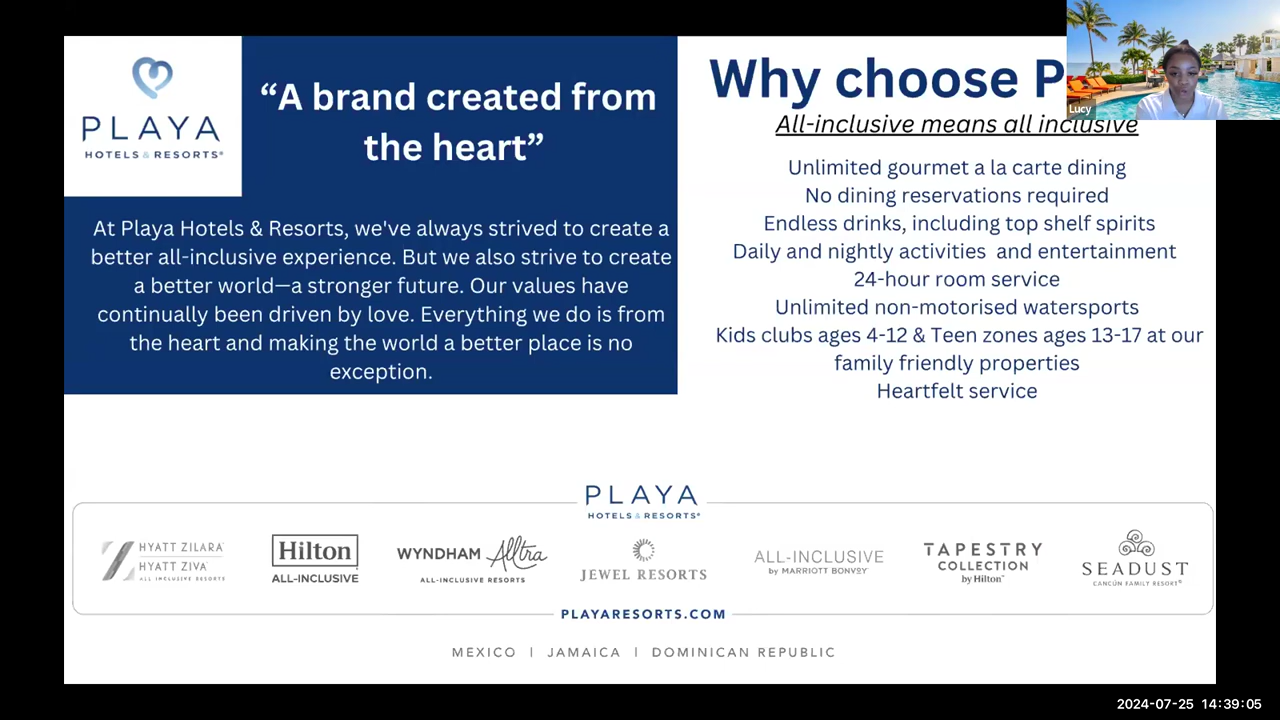 PLAYA
HOTELS & RESORTS®
“A brand created from
the heart”
At Playa Hotels & Resorts, we've always strived to create a
better all-inclusive experience. But we also strive to create
a better world—a stronger future. Our values have
continually been driven by love. Everything we do is from
the heart and making the world a better place is no
exception.
Why choose P
All-inclusive means all inclusive
Unlimited gourmet a la carte dining
No dining reservations required
Endless drinks, including top shelf spirits
Daily and nightly activities and entertainment
24-hour room service
Unlimited non-motorised watersports
Kids clubs ages 4-12 & Teen zones ages 13-17 at our
family friendly properties
Heartfelt service
Lucy
PLAYA
HOTELS & RESORTS®
HYATT ZILARA
HYATT ZIVA
ALL INCLUSIVE RESORTS
Hilton
ALL-INCLUSIVE
WYNDHAM Alltra
ALL-INCLUSIVE RESORTS
JEWEL RESORTS
ALL-INCLUSIVE
by MARRIOTT BONVOY
TAPESTRY
COLLECTION
by Hilton™
SEADUST
CANCÚN FAMILY RESORT
PLAYARESORTS.COM
MEXICO | JAMAICA | DOMINICAN REPUBLIC
2024-07-25 14:39:05